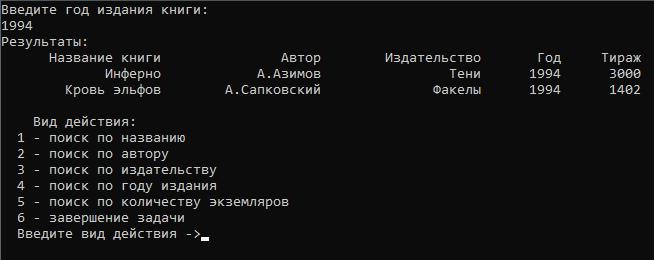 Введите год издания книги:
1994
Результаты:
Название книги Автор Издательство Год Тираж
Инферно А.Азимов Тени 1994 3000
Кровь эльфов А.Сапковский Факелы 1994 1402
Вид действия:
1 - поиск по названию
2 - поиск по автору
3 - поиск по издательству
4 - поиск по году издания
5 - поиск по количеству экземляров
6 - завершение задачи
Введите вид действия ->